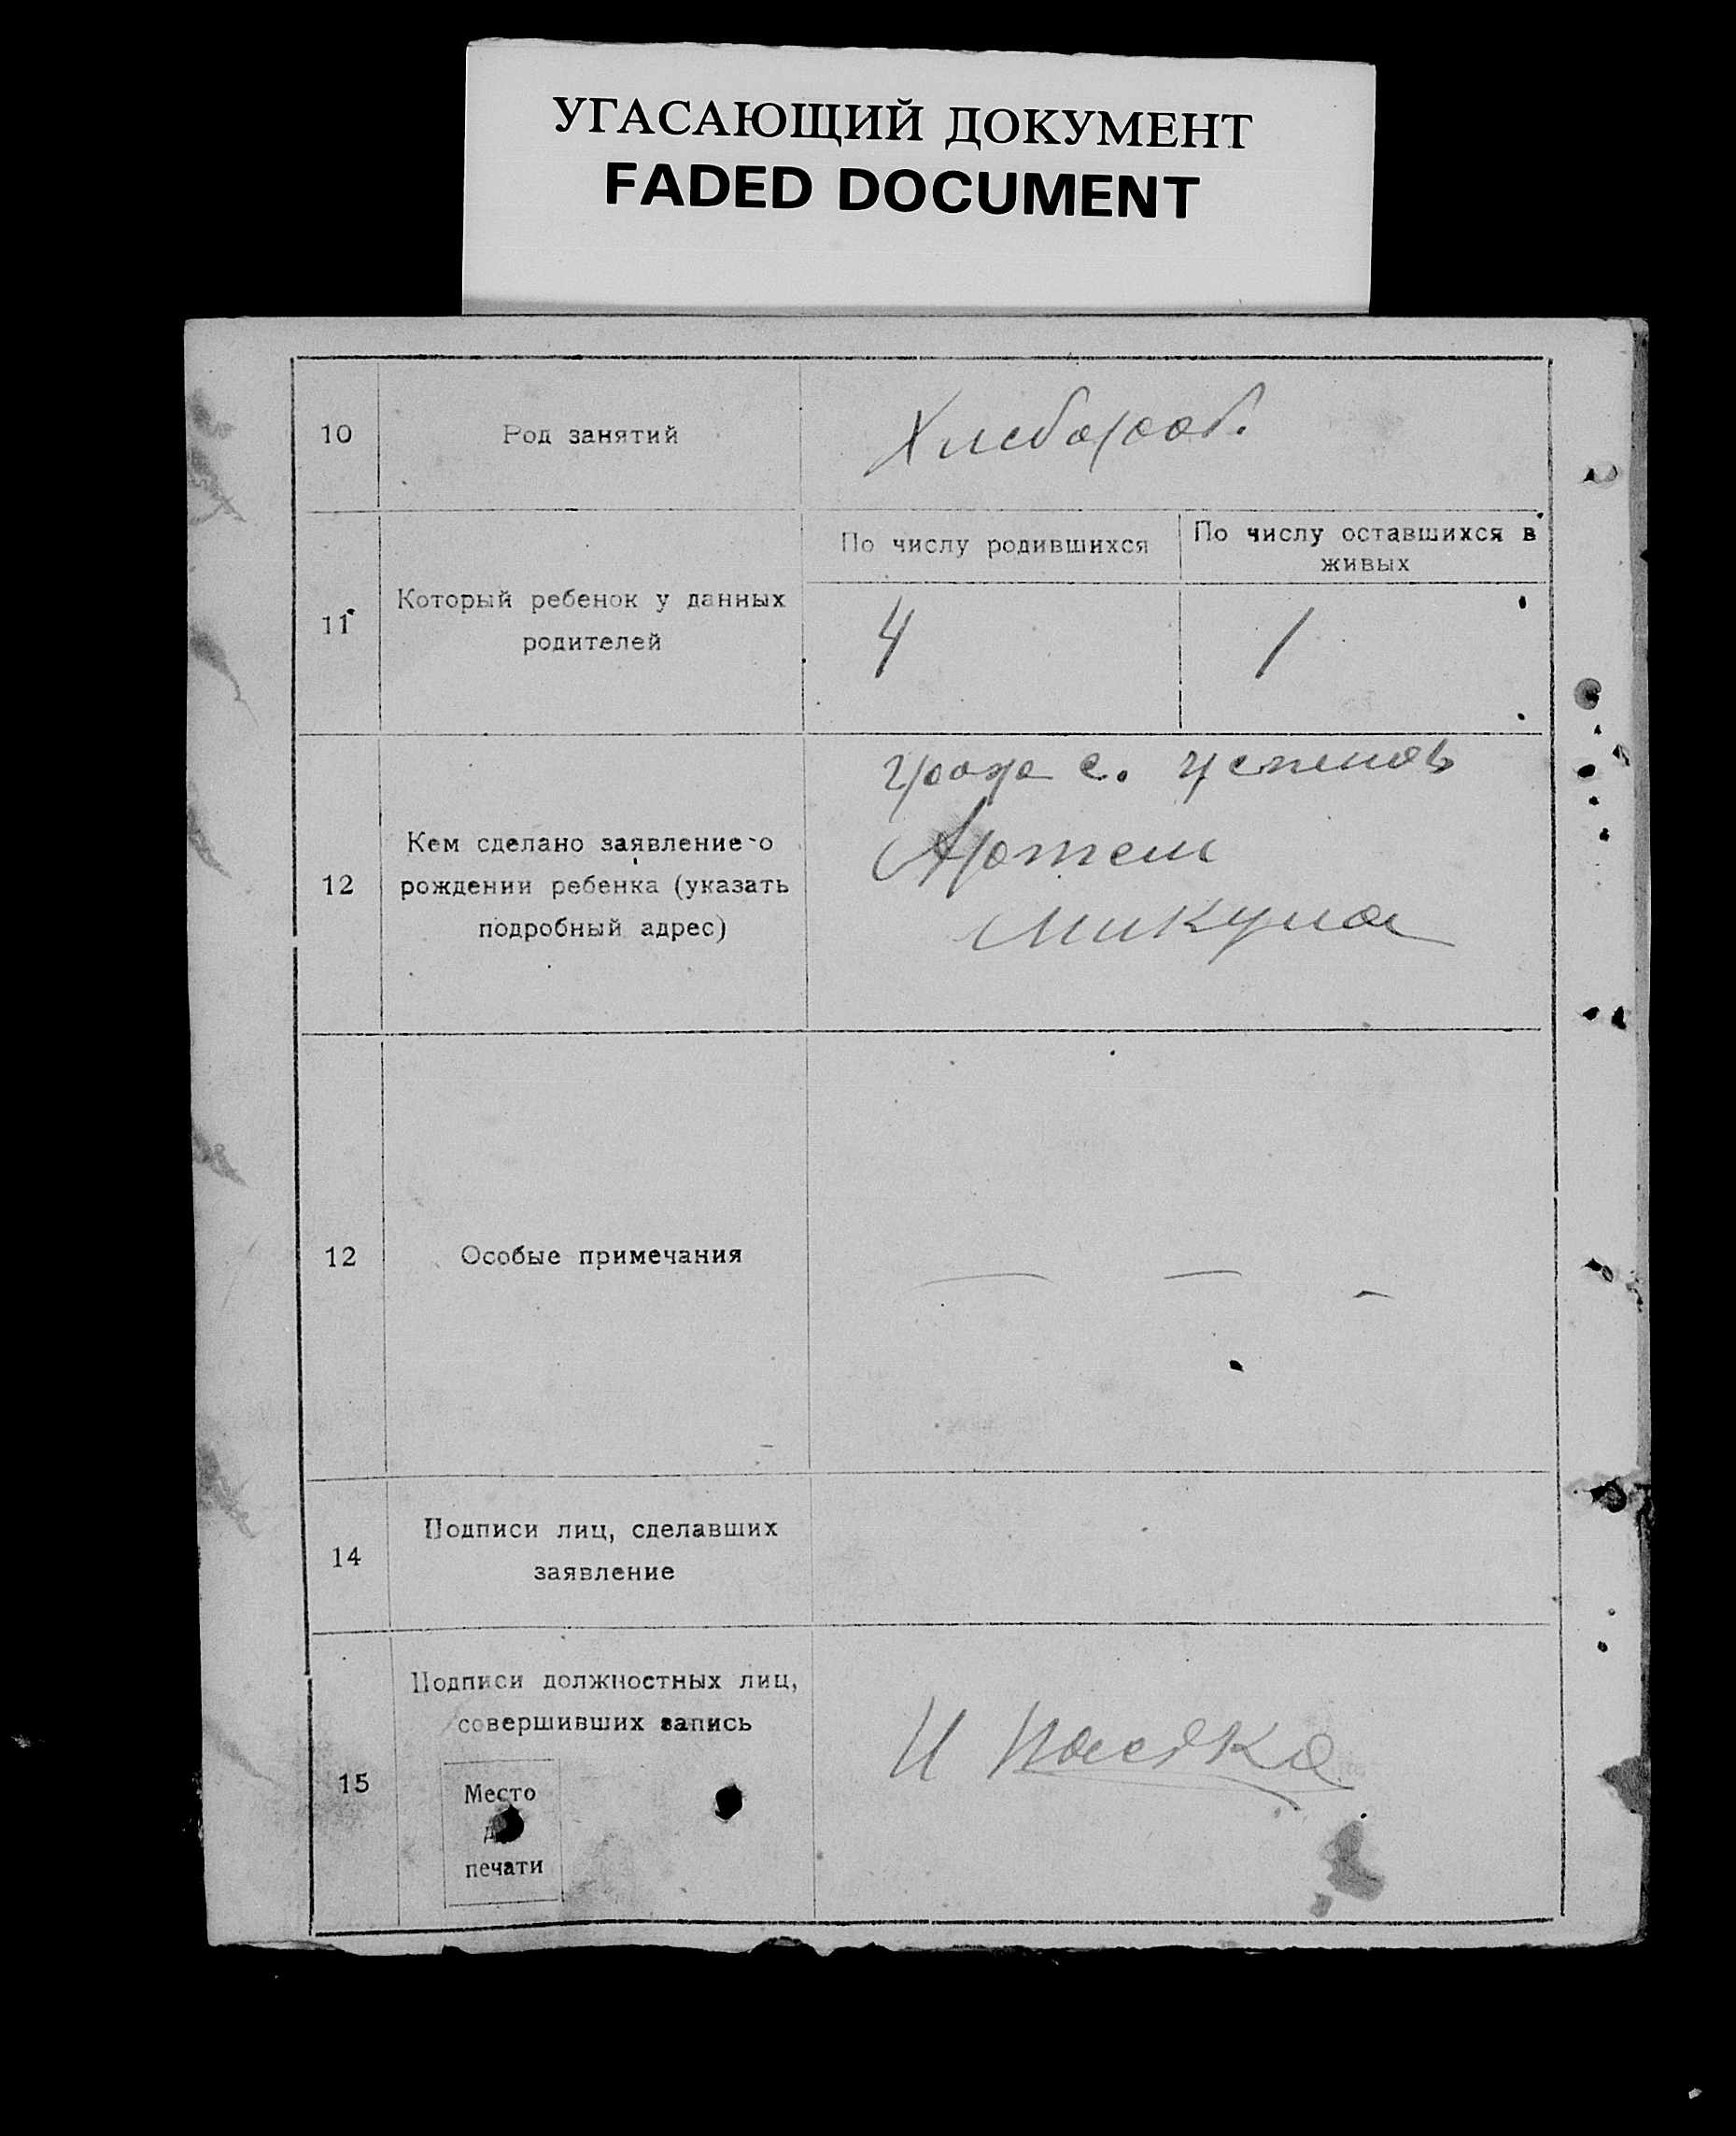 УГАСАЮЩИЙ ДОКУМЕНТ
FADED DOCUMENT
10 Род занятий Хлебороб.
11 Который ребенок у данных родителей
По числу родившихся
По числу оставшихся в живых
4 1
12 Кем сделано заявление о
рождении ребенка (указать
подробный адрес)
с.
Артем
Микула
12 Особые примечания — — -
14 Подписи лиц, сделавших
заявление
15 Подписи должностных лиц,
совершивших запись
Место
печати
И